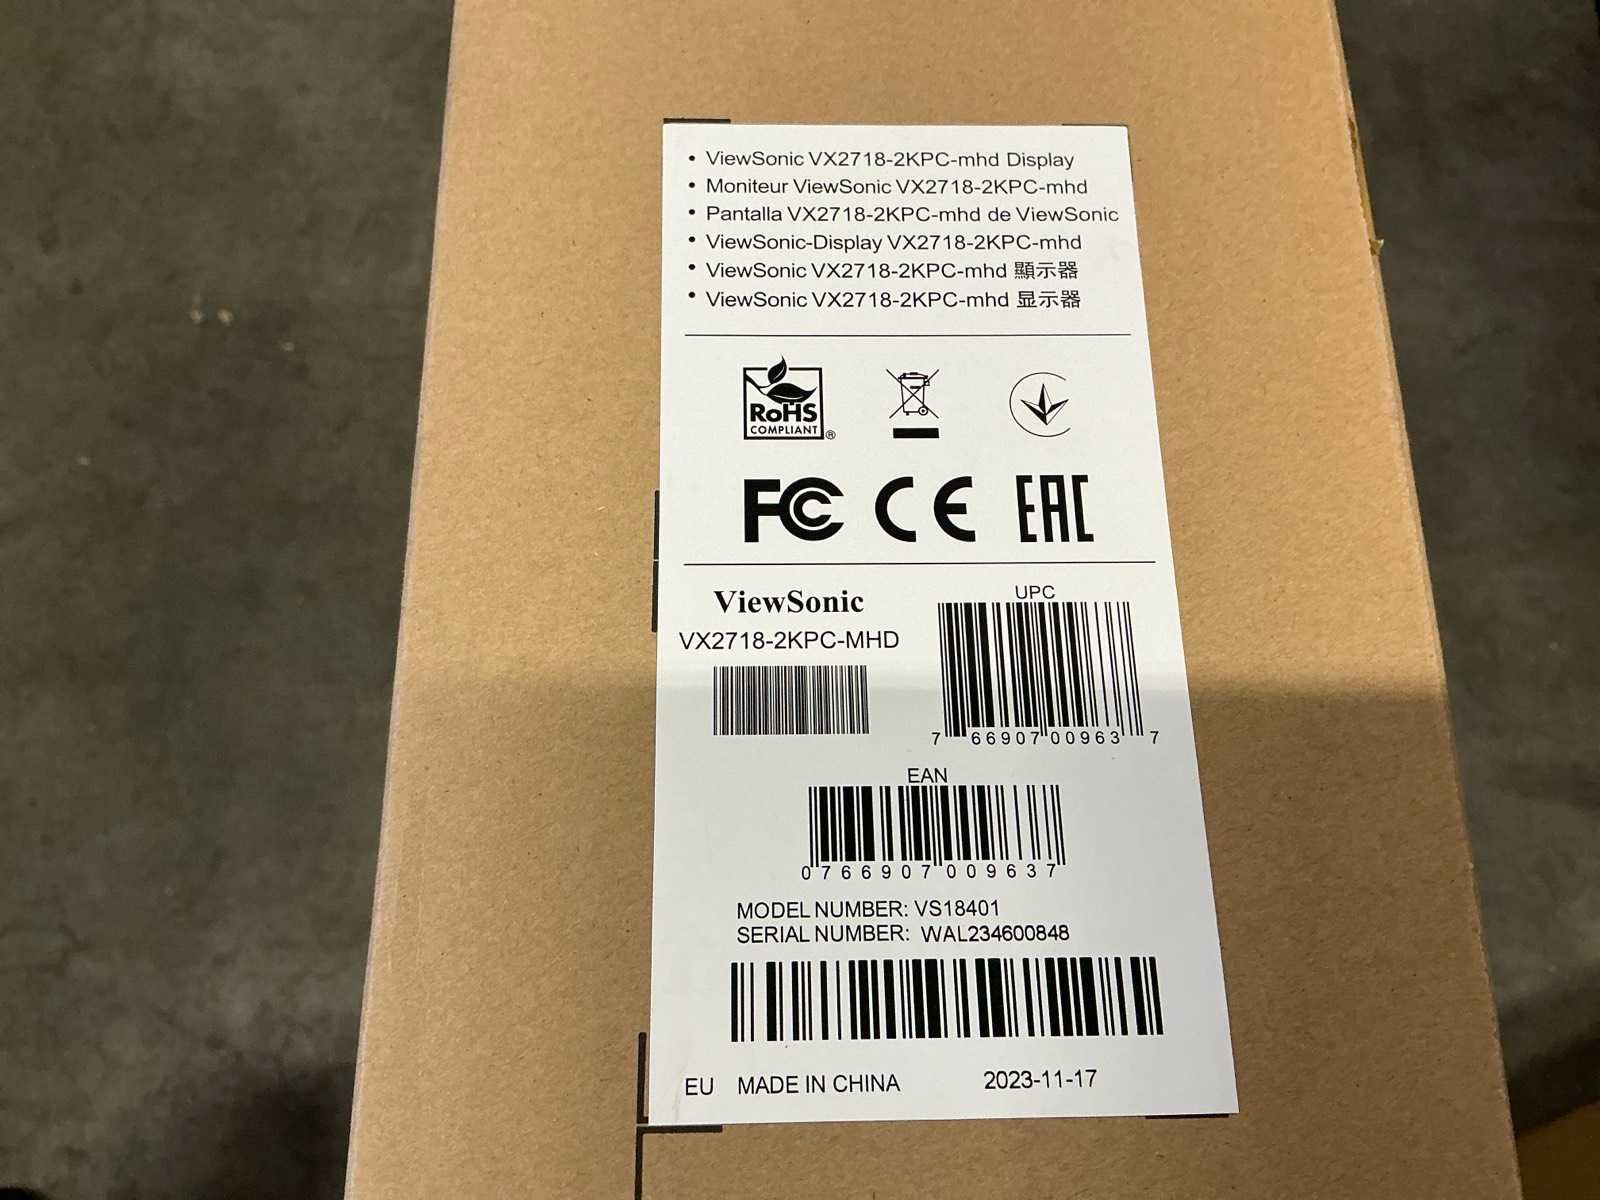 • ViewSonic VX2718-2KPC-mhd Display
• Moniteur ViewSonic VX2718-2KPC-mhd
• Pantalla VX2718-2KPC-mhd de ViewSonic
• ViewSonic-Display VX2718-2KPC-mhd
• ViewSonic VX2718-2KPC-mhd 顯示器
• ViewSonic VX2718-2KPC-mhd 显示器
RoHS
COMPLIANT ®
FC CE EAC
ViewSonic
VX2718-2KPC-MHD
UPC
7 66907 00963 7
EAN
0766907009637
MODEL NUMBER: VS18401
SERIAL NUMBER: WAL234600848
EU MADE IN CHINA 2023-11-17